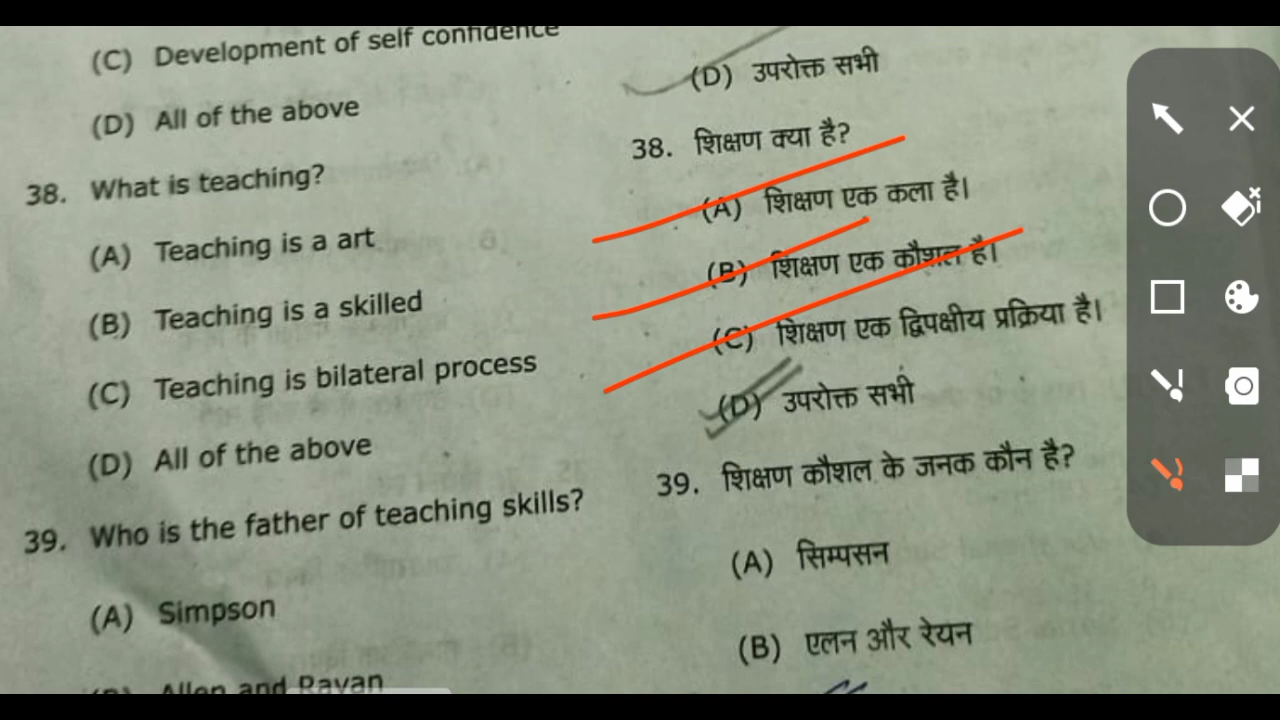 (C) Development of self confidence
(D) All of the above
38. What is teaching?
(A) Teaching is a art
(B) Teaching is a skilled
(C) Teaching is bilateral process
(D) All of the above
39. Who is the father of teaching skills?
(A) Simpson
(B) Allen and Rayan
(D) उपरोक्त सभी
38. शिक्षण क्या है?
(A) शिक्षण एक कला है।
(B) शिक्षण एक कौशल है।
(C) शिक्षण एक द्विपक्षीय प्रक्रिया है।
(D) उपरोक्त सभी
39. शिक्षण कौशल के जनक कौन है?
(A) सिम्पसन
(B) एलन और रेयन